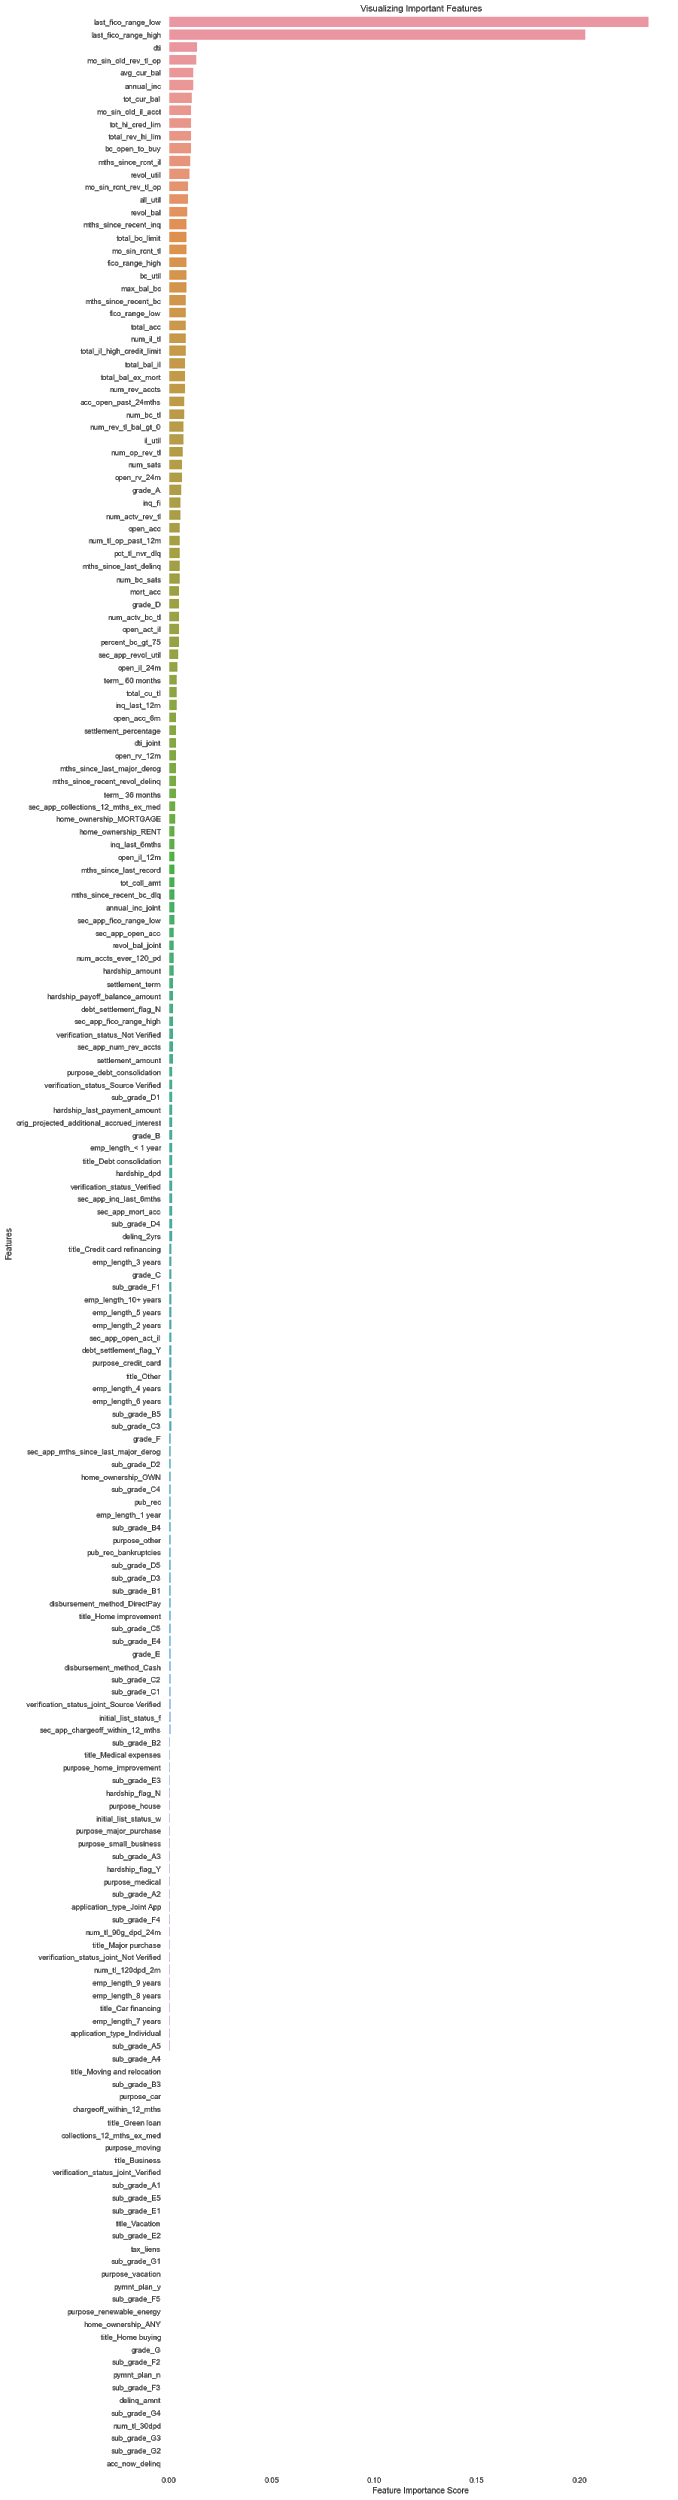 Visualizing Important Features
last_fico_range_low
last_fico_range_high
dti
mo_sin_old_rev_tl_op
avg_cur_bal
annual_inc
tot_cur_bal
mo_sin_old_il_acct
tot_hi_cred_lim
total_rev_hi_lim
bc_open_to_buy
mths_since_rcnt_il
revol_util
mo_sin_rcnt_rev_tl_op
all_util
revol_bal
mths_since_recent_inq
total_bc_limit
mo_sin_rcnt_tl
fico_range_high
bc_util
max_bal_bc
mths_since_recent_bc
fico_range_low
total_acc
num_il_tl
total_il_high_credit_limit
total_bal_il
total_bal_ex_mort
num_rev_accts
acc_open_past_24mths
num_bc_tl
num_rev_tl_bal_gt_0
il_util
num_op_rev_tl
num_sats
open_rv_24m
grade_A
inq_fi
num_actv_rev_tl
open_acc
num_tl_op_past_12m
pct_tl_nvr_dlq
mths_since_last_delinq
num_bc_sats
mort_acc
grade_D
num_actv_bc_tl
open_act_il
percent_bc_gt_75
sec_app_revol_util
open_il_24m
term_ 60 months
total_cu_tl
inq_last_12m
open_acc_6m
settlement_percentage
dti_joint
open_rv_12m
mths_since_last_major_derog
mths_since_recent_revol_delinq
term_ 36 months
sec_app_collections_12_mths_ex_med
home_ownership_MORTGAGE
home_ownership_RENT
inq_last_6mths
open_il_12m
mths_since_last_record
tot_coll_amt
mths_since_recent_bc_dlq
annual_inc_joint
sec_app_fico_range_low
sec_app_open_acc
revol_bal_joint
num_accts_ever_120_pd
hardship_amount
settlement_term
hardship_payoff_balance_amount
debt_settlement_flag_N
sec_app_fico_range_high
verification_status_Not Verified
sec_app_num_rev_accts
settlement_amount
purpose_debt_consolidation
verification_status_Source Verified
sub_grade_D1
hardship_last_payment_amount
orig_projected_additional_accrued_interest
grade_B
emp_length_< 1 year
title_Debt consolidation
hardship_dpd
verification_status_Verified
sec_app_inq_last_6mths
sec_app_mort_acc
sub_grade_D4
delinq_2yrs
title_Credit card refinancing
emp_length_3 years
grade_C
sub_grade_F1
emp_length_10+ years
emp_length_5 years
emp_length_2 years
sec_app_open_act_il
debt_settlement_flag_Y
purpose_credit_card
title_Other
emp_length_4 years
emp_length_6 years
sub_grade_B5
sub_grade_C3
grade_F
sec_app_mths_since_last_major_derog
sub_grade_D2
home_ownership_OWN
sub_grade_C4
pub_rec
emp_length_1 year
sub_grade_B4
purpose_other
pub_rec_bankruptcies
sub_grade_D5
sub_grade_D3
sub_grade_B1
disbursement_method_DirectPay
title_Home improvement
sub_grade_C5
sub_grade_E4
grade_E
disbursement_method_Cash
sub_grade_C2
sub_grade_C1
verification_status_joint_Source Verified
initial_list_status_f
sec_app_chargeoff_within_12_mths
sub_grade_B2
title_Medical expenses
purpose_home_improvement
sub_grade_E3
hardship_flag_N
purpose_house
initial_list_status_w
purpose_major_purchase
purpose_small_business
sub_grade_A3
hardship_flag_Y
purpose_medical
sub_grade_A2
application_type_Joint App
sub_grade_F4
num_tl_90g_dpd_24m
title_Major purchase
verification_status_joint_Not Verified
num_tl_120dpd_2m
emp_length_9 years
emp_length_8 years
title_Car financing
emp_length_7 years
application_type_Individual
sub_grade_A5
sub_grade_A4
title_Moving and relocation
sub_grade_B3
purpose_car
chargeoff_within_12_mths
title_Green loan
collections_12_mths_ex_med
purpose_moving
title_Business
verification_status_joint_Verified
sub_grade_A1
sub_grade_E5
sub_grade_E1
title_Vacation
sub_grade_E2
tax_liens
sub_grade_G1
purpose_vacation
pymnt_plan_y
sub_grade_F5
purpose_renewable_energy
home_ownership_ANY
title_Home buying
grade_G
sub_grade_F2
pymnt_plan_n
sub_grade_F3
delinq_amnt
sub_grade_G4
num_tl_30dpd
sub_grade_G3
sub_grade_G2
acc_now_delinq
Features
0.00 0.05 0.10 0.15 0.20
Feature Importance Score